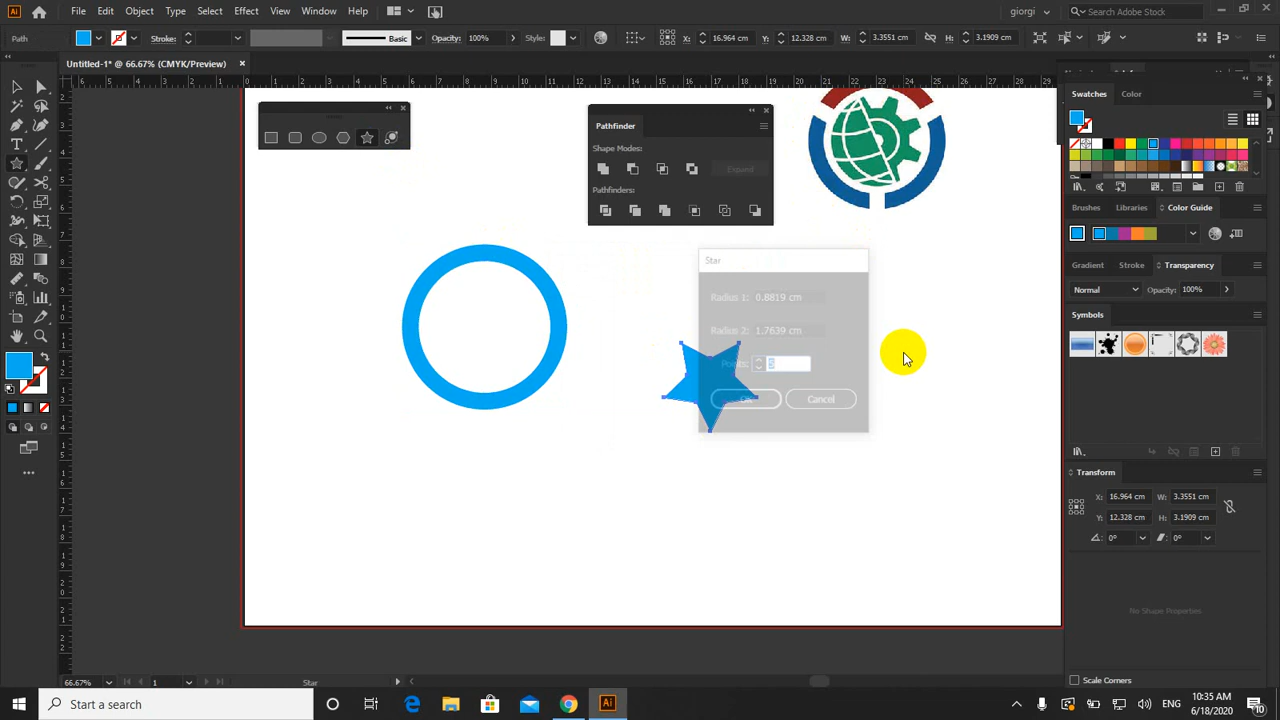 File Edit Object Type Select Effect View Window Help
giorgi
Search Adobe Stock
Path
Stroke:
Basic
Opacity: 100%
Style:
X: 16.964 cm
Y: 12.328 cm
W: 3.3551 cm
H: 3.1909 cm
Untitled-1* @ 66.67% (CMYK/Preview)
Pathfinder
Shape Modes:
Expand
Pathfinders:
Star
Radius 1: 0.8819 cm
Radius 2: 1.7639 cm
Points:
Cancel
Swatches Color
Brushes Libraries Color Guide
Gradient Stroke Transparency
Normal Opacity: 100%
Symbols
Transform
X: 16.964 cm W: 3.3551 cm
Y: 12.328 cm H: 3.1909 cm
0° 0°
No Shape Properties
Scale Corners
66.67% 1 Star
Type here to search
Ai
ENG
10:35 AM
6/18/2020